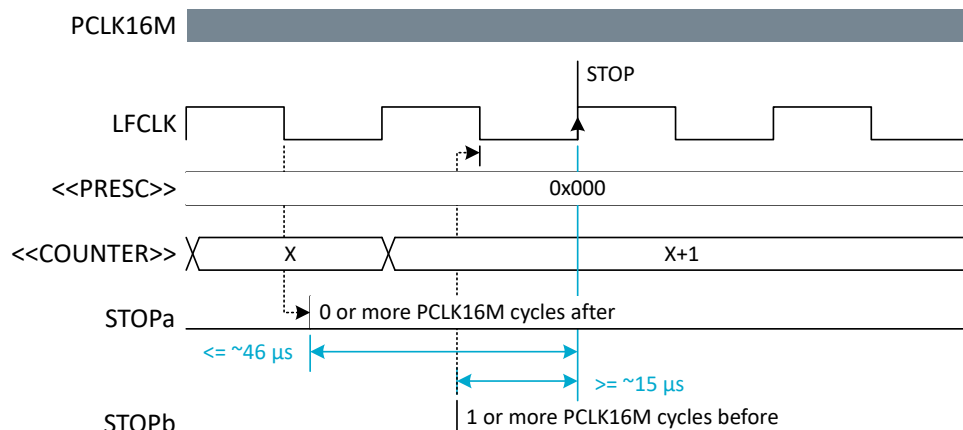 PCLK16M
STOP
LFCLK
<<PRESC>>
0x000
<<COUNTER>>
X
X+1
STOPa
0 or more PCLK16M cycles after
<= ~46 µs
>= ~15 µs
STOPb
1 or more PCLK16M cycles before